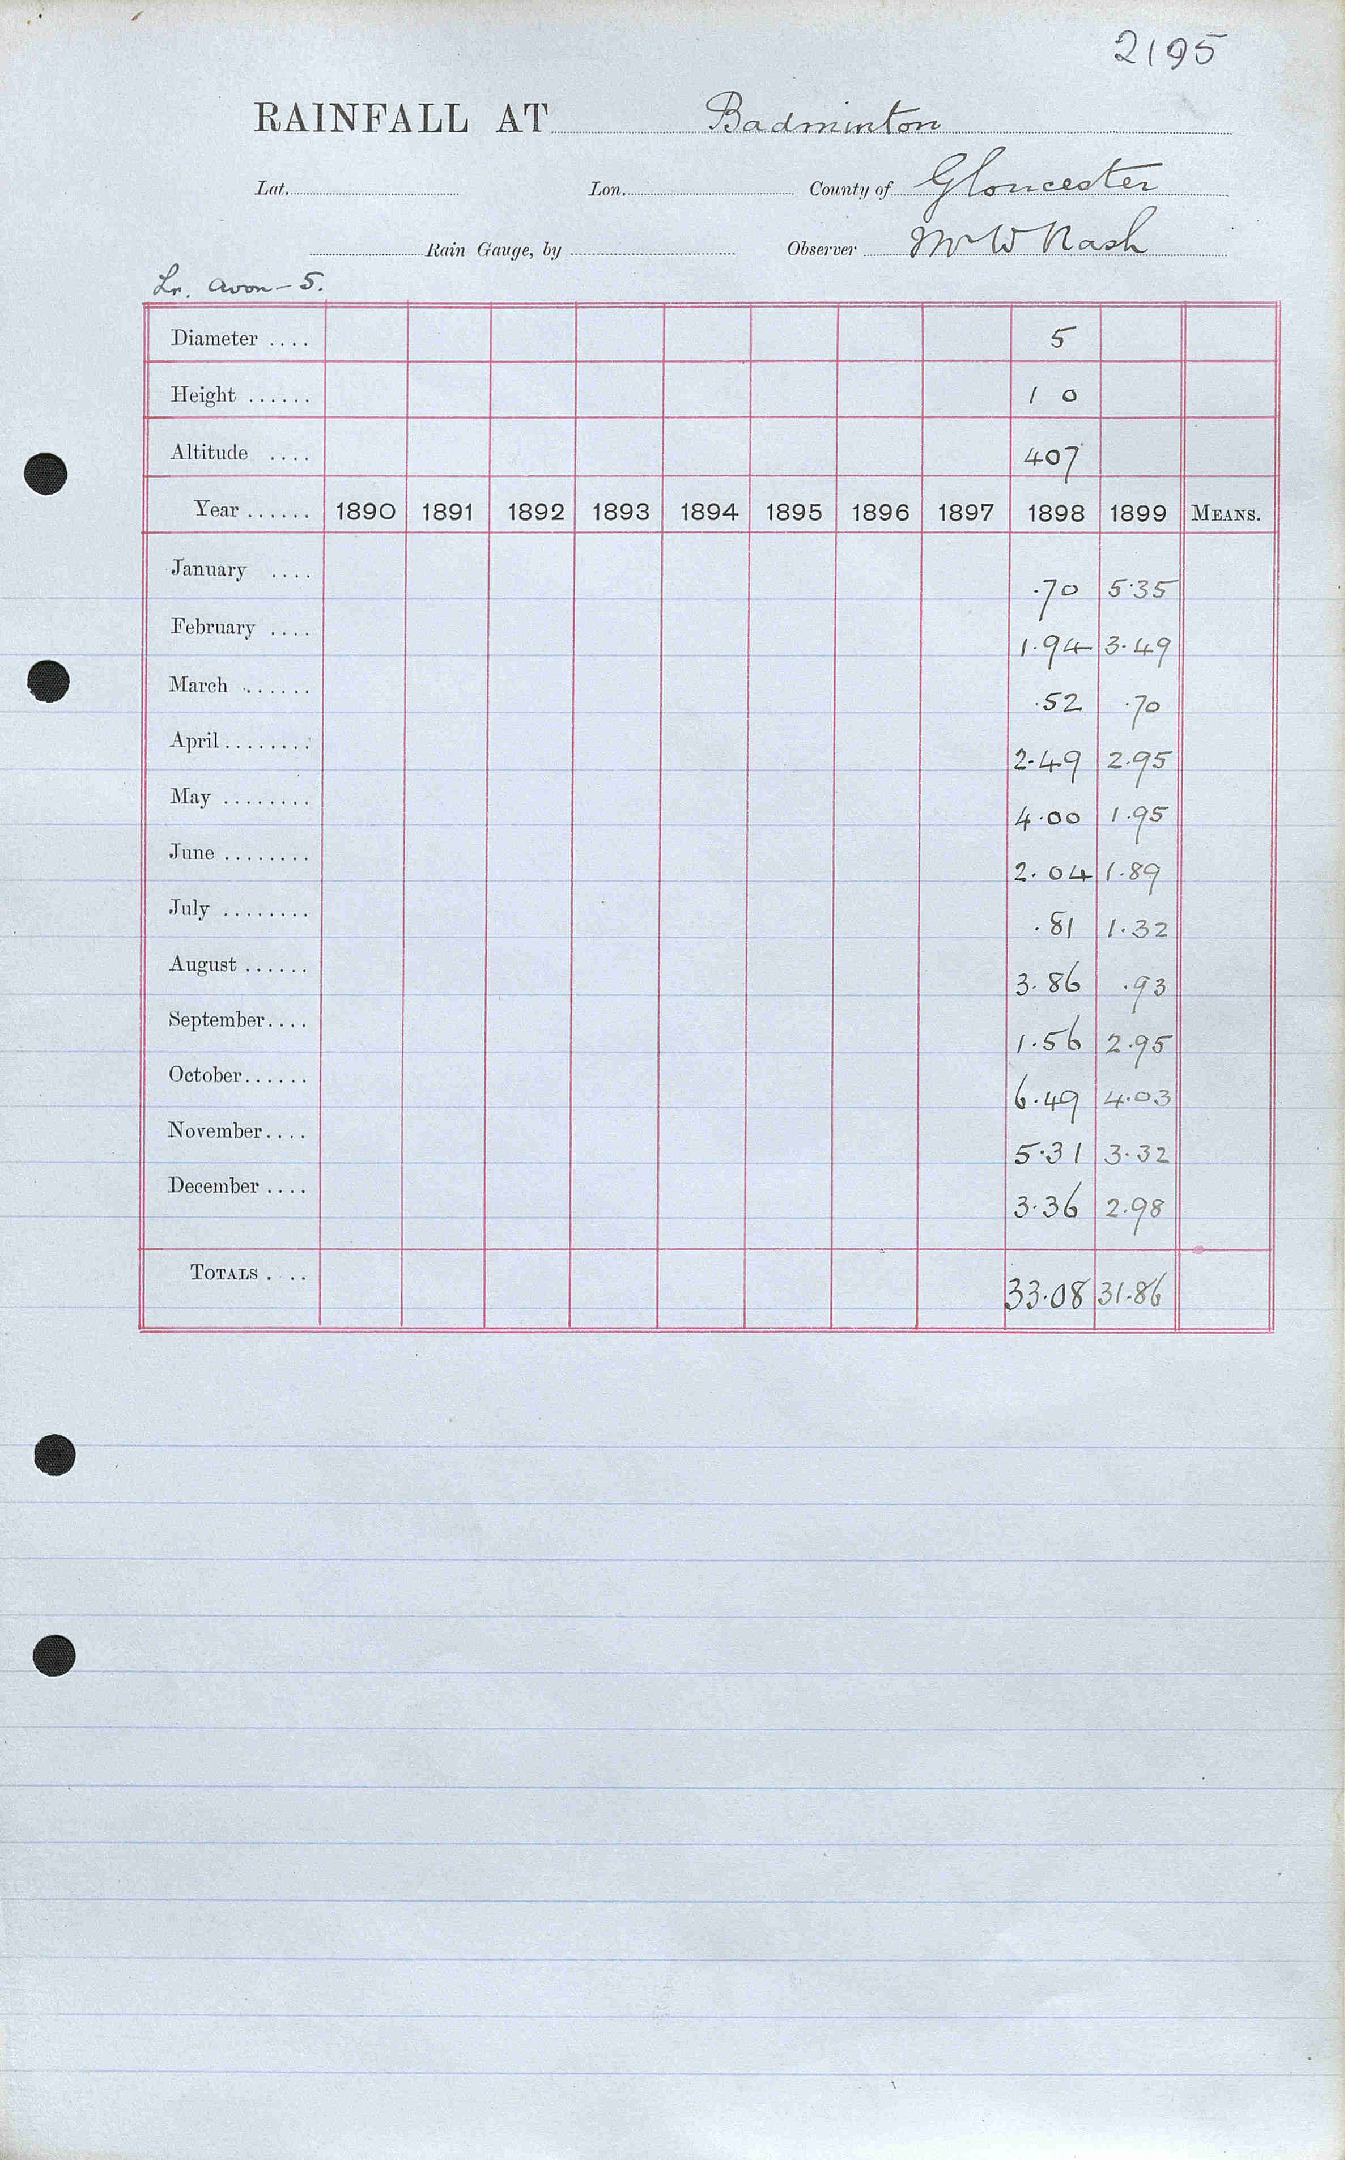 2195
RAINFALL AT Badminton
Lat. Lon. County of Gloucester
Rain Gauge, by Observer Mr W Nash
Lr. Avon - 5.
Diameter .... 5
Height ...... 1 0
Altitude .... 407
Year ...... 1890 1891 1892 1893 1894 1895 1896 1897 1898 1899 MEANS.
January .... .70 5.35
February .... 1.94 3.49
March ...... .52 .70
April ........ 2.49 2.95
May ........ 4.00 1.95
June ........ 2.04 1.89
July ........ .81 1.32
August ...... 3.86 .93
September.... 1.56 2.95
October...... 6.49 4.03
November.... 5.31 3.32
December .... 3.36 2.98
TOTALS .... 33.08 31.86